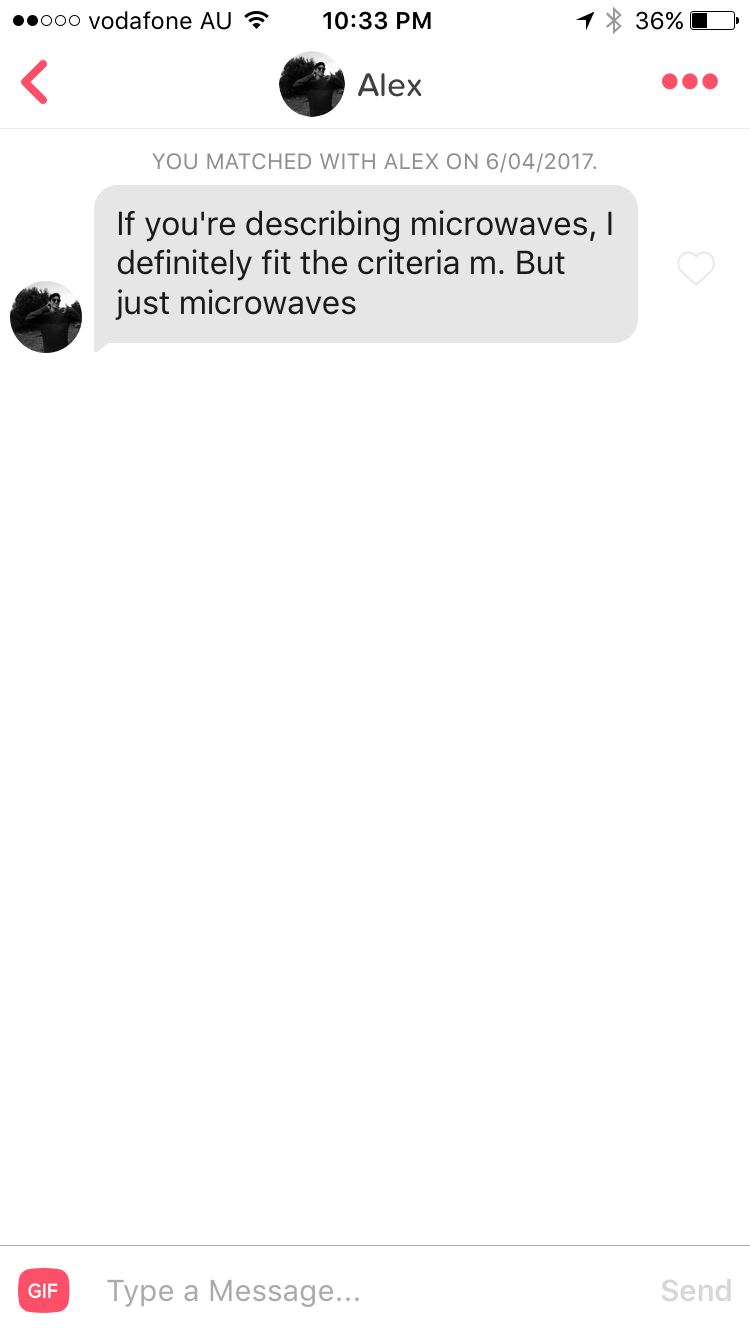 vodafone AU 10:33 PM 36%
Alex
YOU MATCHED WITH ALEX ON 6/04/2017.
If you're describing microwaves, I
definitely fit the criteria m. But
just microwaves
GIF Type a Message... Send